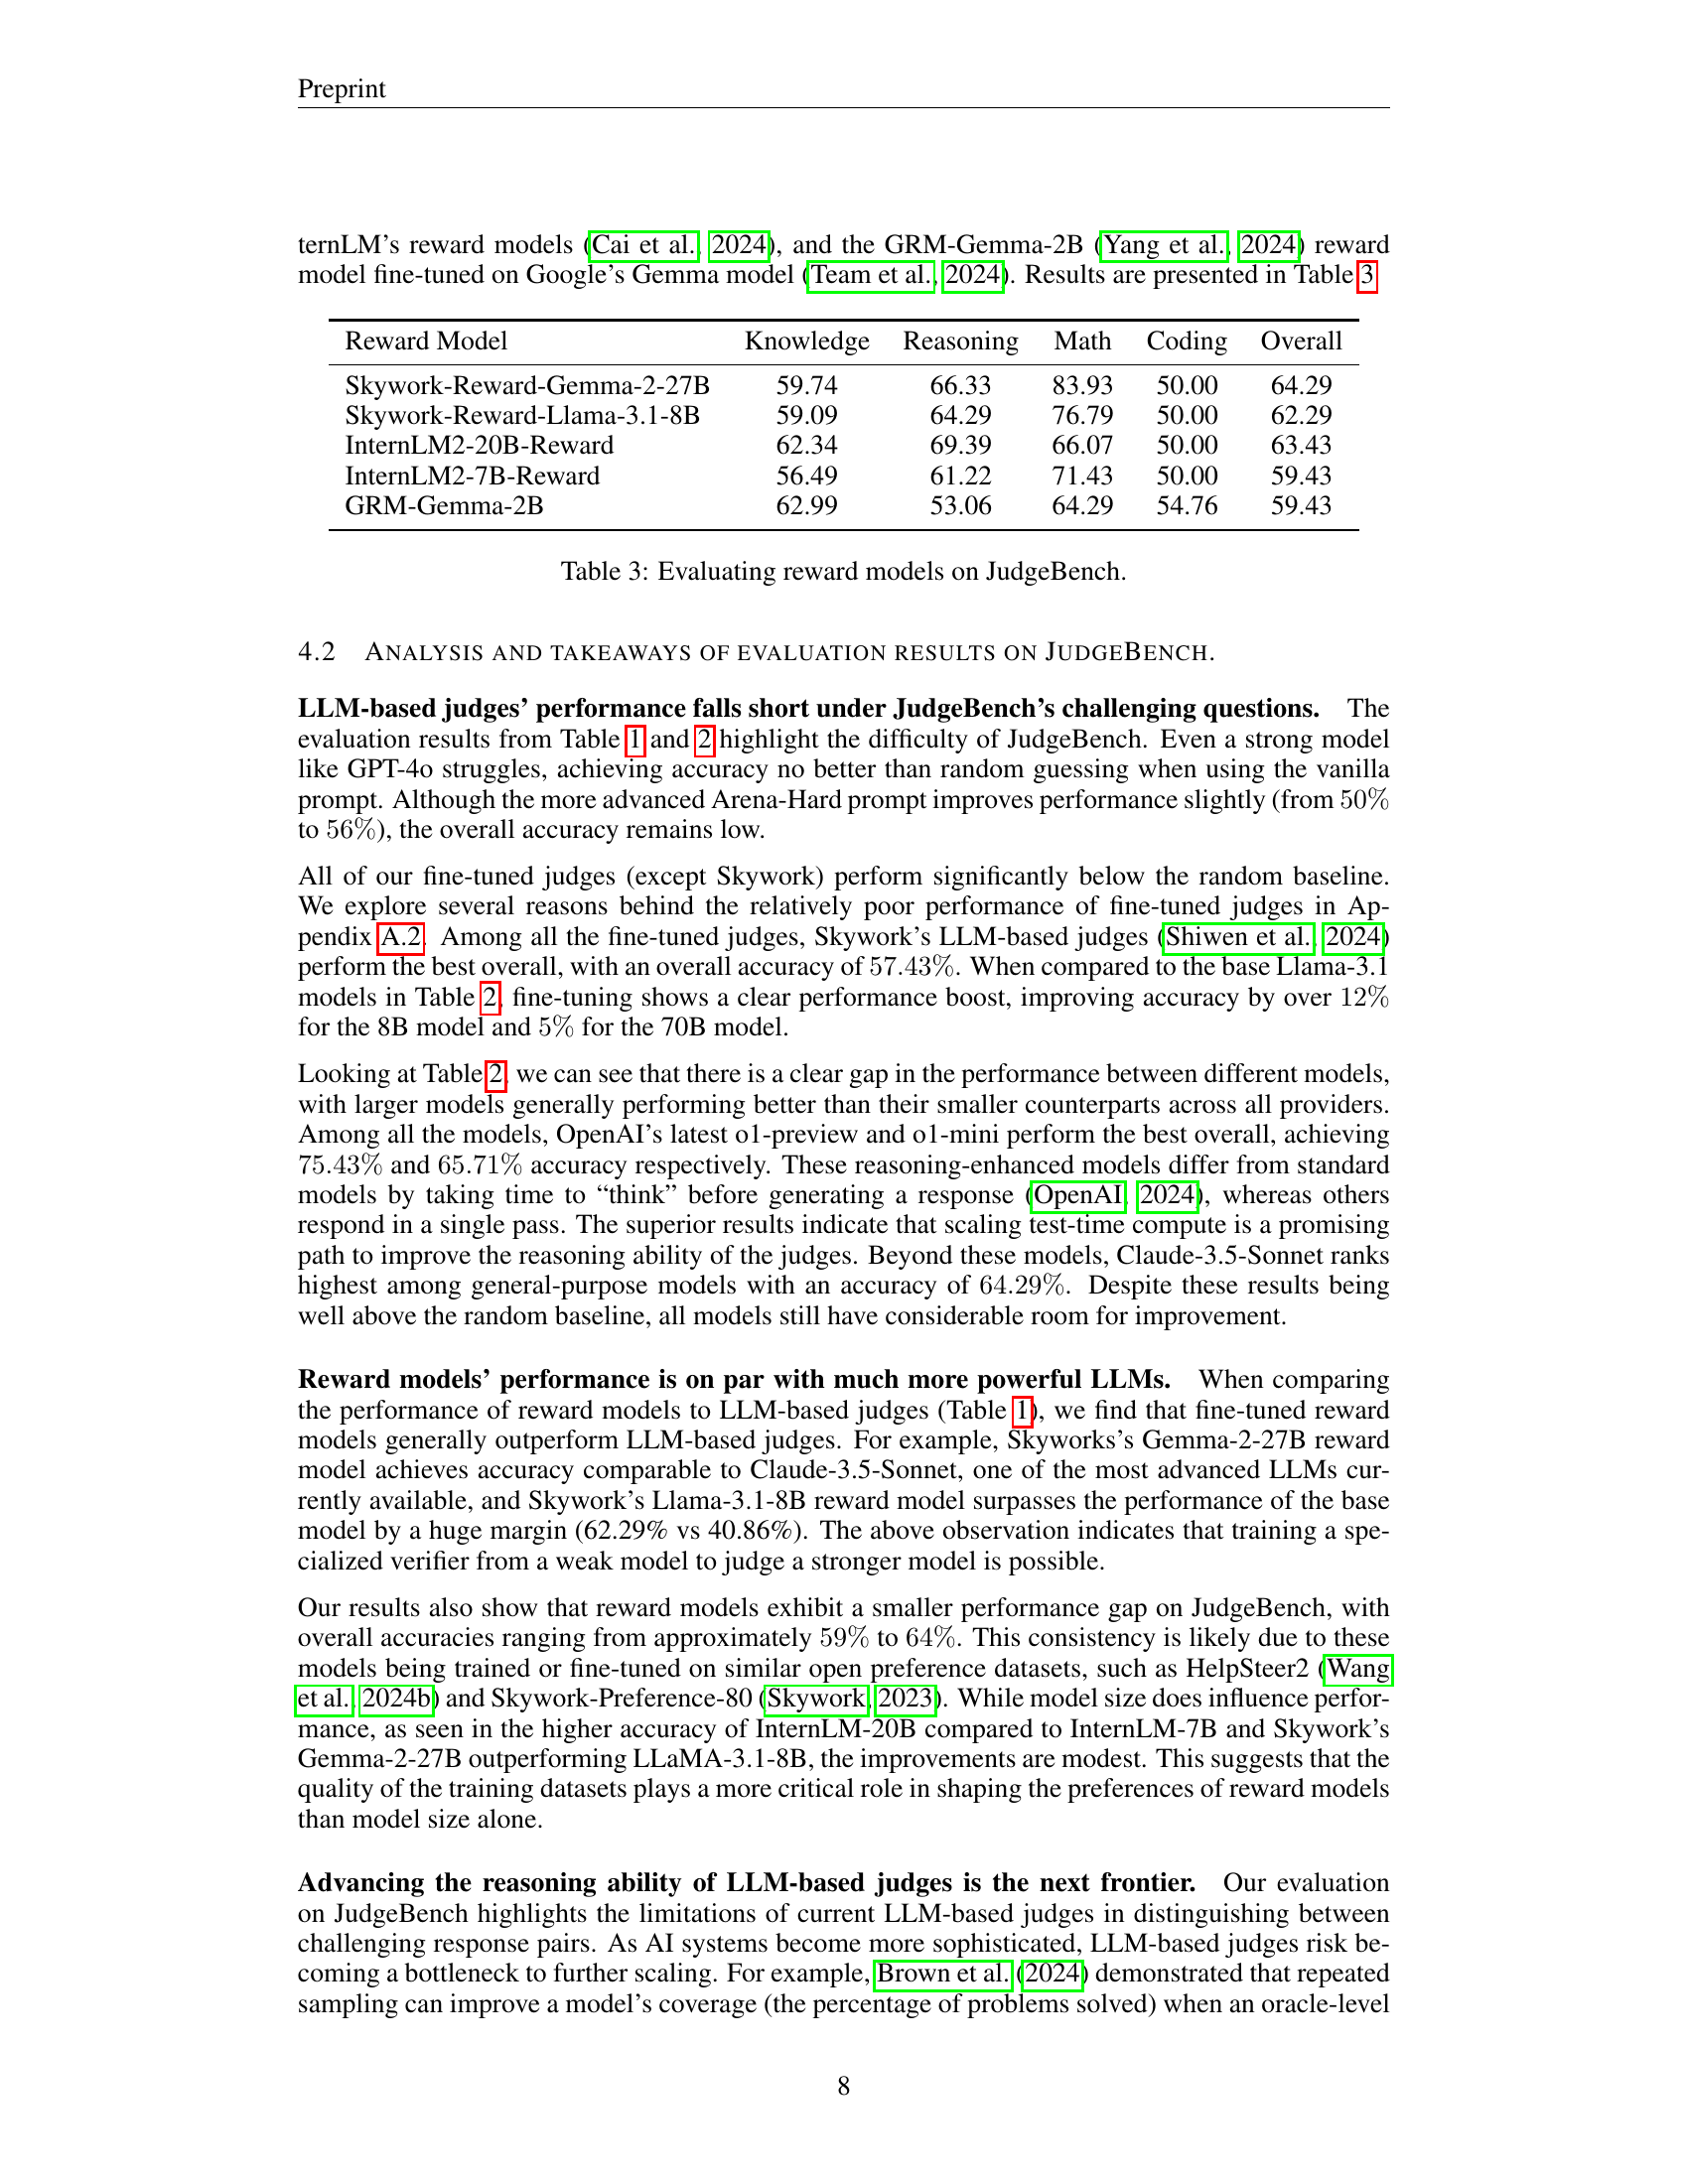 Preprint
ternLM's reward models (Cai et al., 2024), and the GRM-Gemma-2B (Yang et al., 2024) reward
model fine-tuned on Google's Gemma model (Team et al., 2024). Results are presented in Table 3.
Reward Model Knowledge Reasoning Math Coding Overall
Skywork-Reward-Gemma-2-27B 59.74 66.33 83.93 50.00 64.29
Skywork-Reward-Llama-3.1-8B 59.09 64.29 76.79 50.00 62.29
InternLM2-20B-Reward 62.34 69.39 66.07 50.00 63.43
InternLM2-7B-Reward 56.49 61.22 71.43 50.00 59.43
GRM-Gemma-2B 62.99 53.06 64.29 54.76 59.43
Table 3: Evaluating reward models on JudgeBench.
4.2 ANALYSIS AND TAKEAWAYS OF EVALUATION RESULTS ON JUDGEBENCH.
LLM-based judges' performance falls short under JudgeBench's challenging questions. The
evaluation results from Table 1 and 2 highlight the difficulty of JudgeBench. Even a strong model
like GPT-4o struggles, achieving accuracy no better than random guessing when using the vanilla
prompt. Although the more advanced Arena-Hard prompt improves performance slightly (from 50%
to 56%), the overall accuracy remains low.
All of our fine-tuned judges (except Skywork) perform significantly below the random baseline.
We explore several reasons behind the relatively poor performance of fine-tuned judges in Ap-
pendix A.2. Among all the fine-tuned judges, Skywork's LLM-based judges (Shiwen et al., 2024)
perform the best overall, with an overall accuracy of 57.43%. When compared to the base Llama-3.1
models in Table 2, fine-tuning shows a clear performance boost, improving accuracy by over 12%
for the 8B model and 5% for the 70B model.
Looking at Table 2, we can see that there is a clear gap in the performance between different models,
with larger models generally performing better than their smaller counterparts across all providers.
Among all the models, OpenAI's latest o1-preview and o1-mini perform the best overall, achieving
75.43% and 65.71% accuracy respectively. These reasoning-enhanced models differ from standard
models by taking time to “think” before generating a response (OpenAI, 2024), whereas others
respond in a single pass. The superior results indicate that scaling test-time compute is a promising
path to improve the reasoning ability of the judges. Beyond these models, Claude-3.5-Sonnet ranks
highest among general-purpose models with an accuracy of 64.29%. Despite these results being
well above the random baseline, all models still have considerable room for improvement.
Reward models' performance is on par with much more powerful LLMs. When comparing
the performance of reward models to LLM-based judges (Table 1), we find that fine-tuned reward
models generally outperform LLM-based judges. For example, Skyworks's Gemma-2-27B reward
model achieves accuracy comparable to Claude-3.5-Sonnet, one of the most advanced LLMs cur-
rently available, and Skywork's Llama-3.1-8B reward model surpasses the performance of the base
model by a huge margin (62.29% vs 40.86%). The above observation indicates that training a spe-
cialized verifier from a weak model to judge a stronger model is possible.
Our results also show that reward models exhibit a smaller performance gap on JudgeBench, with
overall accuracies ranging from approximately 59% to 64%. This consistency is likely due to these
models being trained or fine-tuned on similar open preference datasets, such as HelpSteer2 (Wang
et al., 2024b) and Skywork-Preference-80 (Skywork, 2023). While model size does influence perfor-
mance, as seen in the higher accuracy of InternLM-20B compared to InternLM-7B and Skywork's
Gemma-2-27B outperforming LLaMA-3.1-8B, the improvements are modest. This suggests that the
quality of the training datasets plays a more critical role in shaping the preferences of reward models
than model size alone.
Advancing the reasoning ability of LLM-based judges is the next frontier. Our evaluation
on JudgeBench highlights the limitations of current LLM-based judges in distinguishing between
challenging response pairs. As AI systems become more sophisticated, LLM-based judges risk be-
coming a bottleneck to further scaling. For example, Brown et al. (2024) demonstrated that repeated
sampling can improve a model's coverage (the percentage of problems solved) when an oracle-level
8